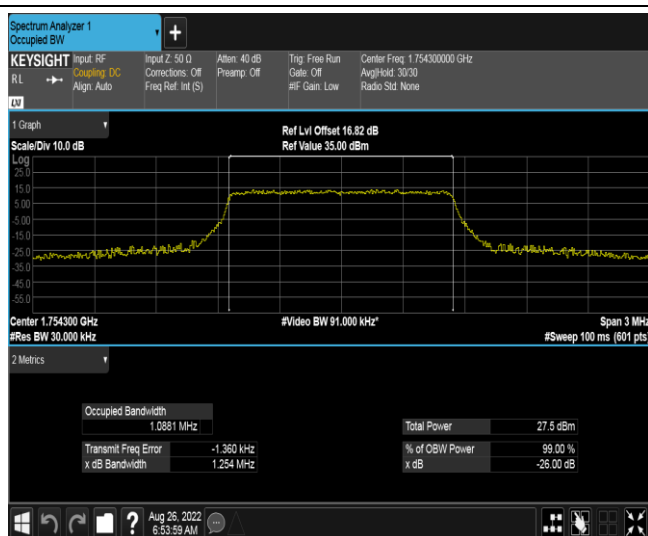 Spectrum Analyzer 1
Occupied BW
KEYSIGHT
RL
LXI
Input: RF
Coupling: DC
Align: Auto
Input Z: 50 Ω
Corrections: Off
Freq Ref: Int (S)
Atten: 40 dB
Preamp: Off
Trig: Free Run
Gate: Off
#IF Gain: Low
Center Freq: 1.754300000 GHz
Avg|Hold: 30/30
Radio Std: None
1 Graph
Scale/Div 10.0 dB
Ref Lvl Offset 16.82 dB
Ref Value 35.00 dBm
Log
25.0
15.0
5.00
-5.00
-15.0
-25.0
-35.0
-45.0
-55.0
Center 1.754300 GHz
#Res BW 30.000 kHz
#Video BW 91.000 kHz*
Span 3 MHz
#Sweep 100 ms (601 pts)
2 Metrics
Occupied Bandwidth
1.0881 MHz
Transmit Freq Error -1.360 kHz
x dB Bandwidth 1.254 MHz
Total Power 27.5 dBm
% of OBW Power 99.00 %
x dB -26.00 dB
Aug 26, 2022
6:53:59 AM